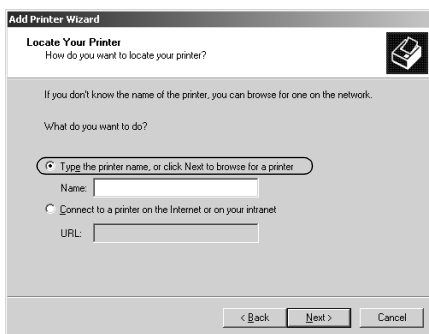 Add Printer Wizard
Locate Your Printer
How do you want to locate your printer?
If you don't know the name of the printer, you can browse for one on the network.
What do you want to do?
Type the printer name, or click Next to browse for a printer
Name:
Connect to a printer on the Internet or on your intranet
URL:
< Back Next > Cancel